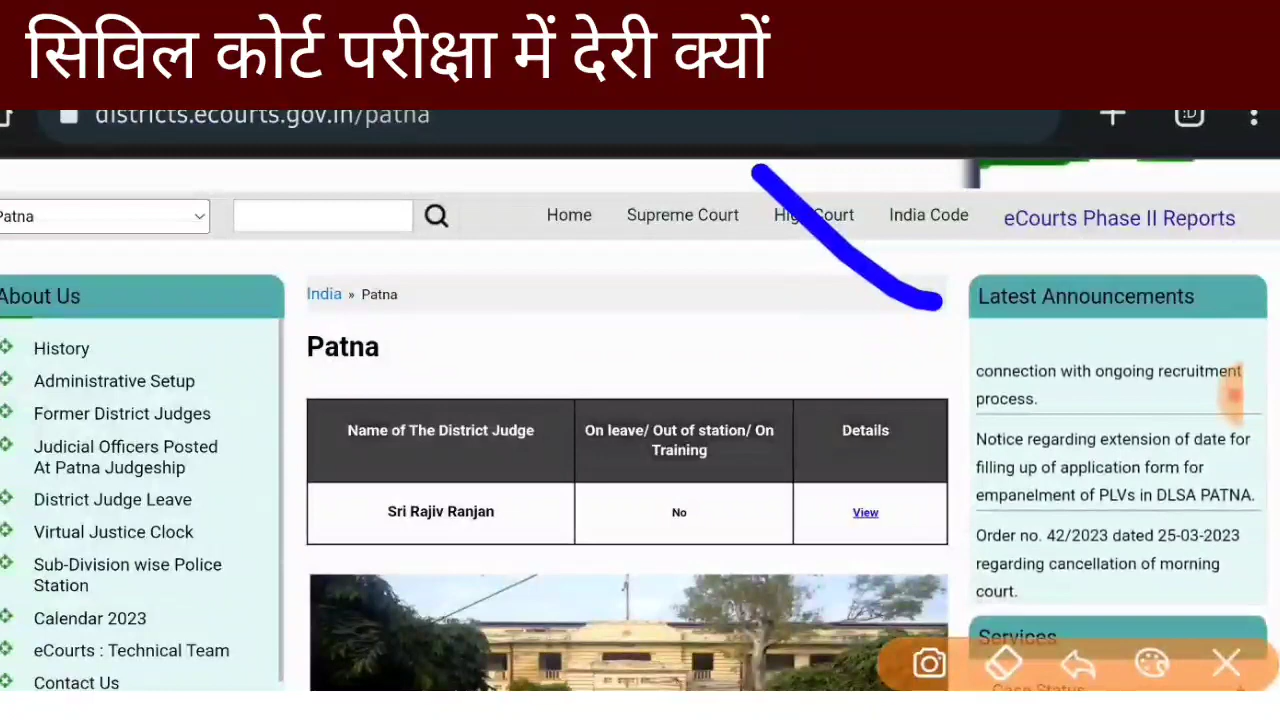 सिविल कोर्ट परीक्षा में देरी क्यों
districts.ecourts.gov.in/patna
:D
Patna
Home
Supreme Court
High Court
India Code
eCourts Phase II Reports
About Us
History
Administrative Setup
Former District Judges
Judicial Officers Posted
At Patna Judgeship
District Judge Leave
Virtual Justice Clock
Sub-Division wise Police
Station
Calendar 2023
eCourts : Technical Team
Contact Us
India » Patna
Patna
Name of The District Judge
On leave/ Out of station/ On
Training
Details
Sri Rajiv Ranjan
No
View
Latest Announcements
connection with ongoing recruitment
process.
Notice regarding extension of date for
filling up of application form for
empanelment of PLVs in DLSA PATNA.
Order no. 42/2023 dated 25-03-2023
regarding cancellation of morning
court.
Services
Case Status